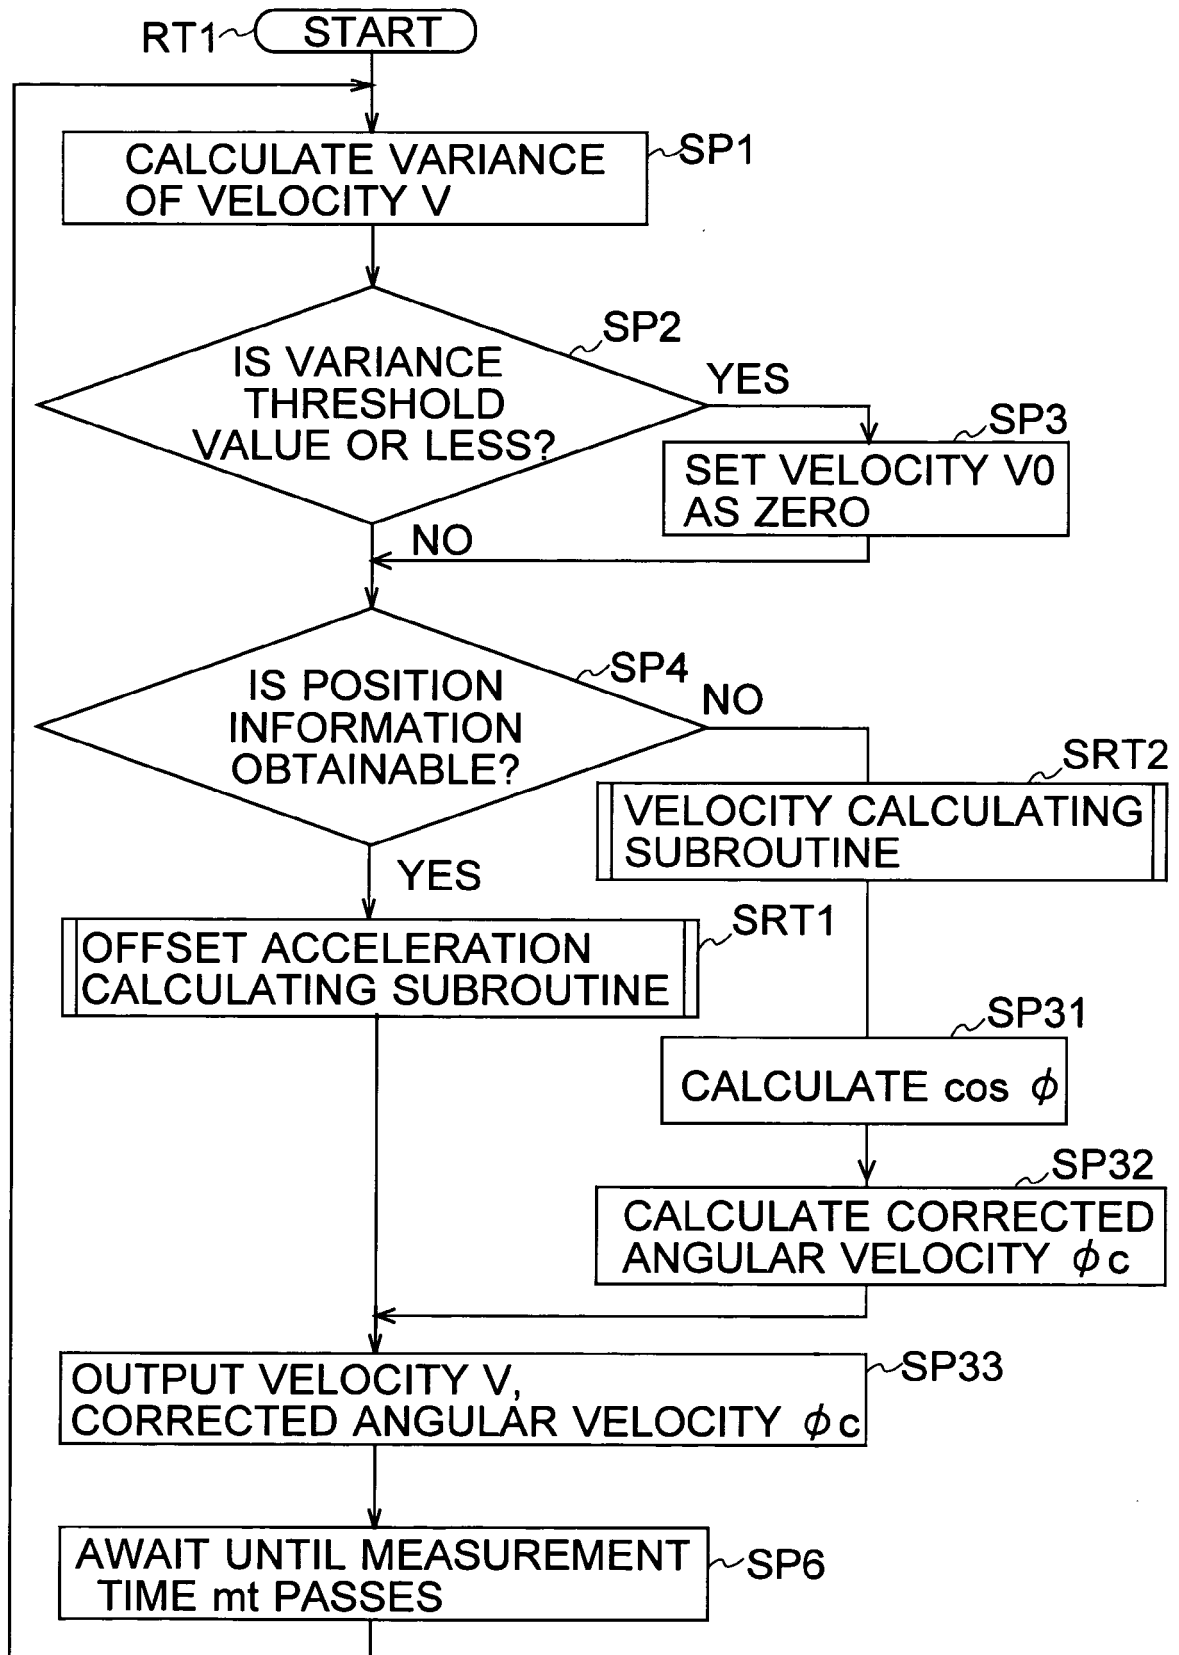 RT1
START
SP1
CALCULATE VARIANCE
OF VELOCITY V
SP2
IS VARIANCE
THRESHOLD
VALUE OR LESS?
YES
SP3
SET VELOCITY V0
AS ZERO
NO
SP4
IS POSITION
INFORMATION
OBTAINABLE?
NO
SRT2
VELOCITY CALCULATING
SUBROUTINE
YES
SRT1
OFFSET ACCELERATION
CALCULATING SUBROUTINE
SP31
CALCULATE cos ϕ
SP32
CALCULATE CORRECTED
ANGULAR VELOCITY ϕc
SP33
OUTPUT VELOCITY V,
CORRECTED ANGULAR VELOCITY ϕc
SP6
AWAIT UNTIL MEASUREMENT
TIME mt PASSES